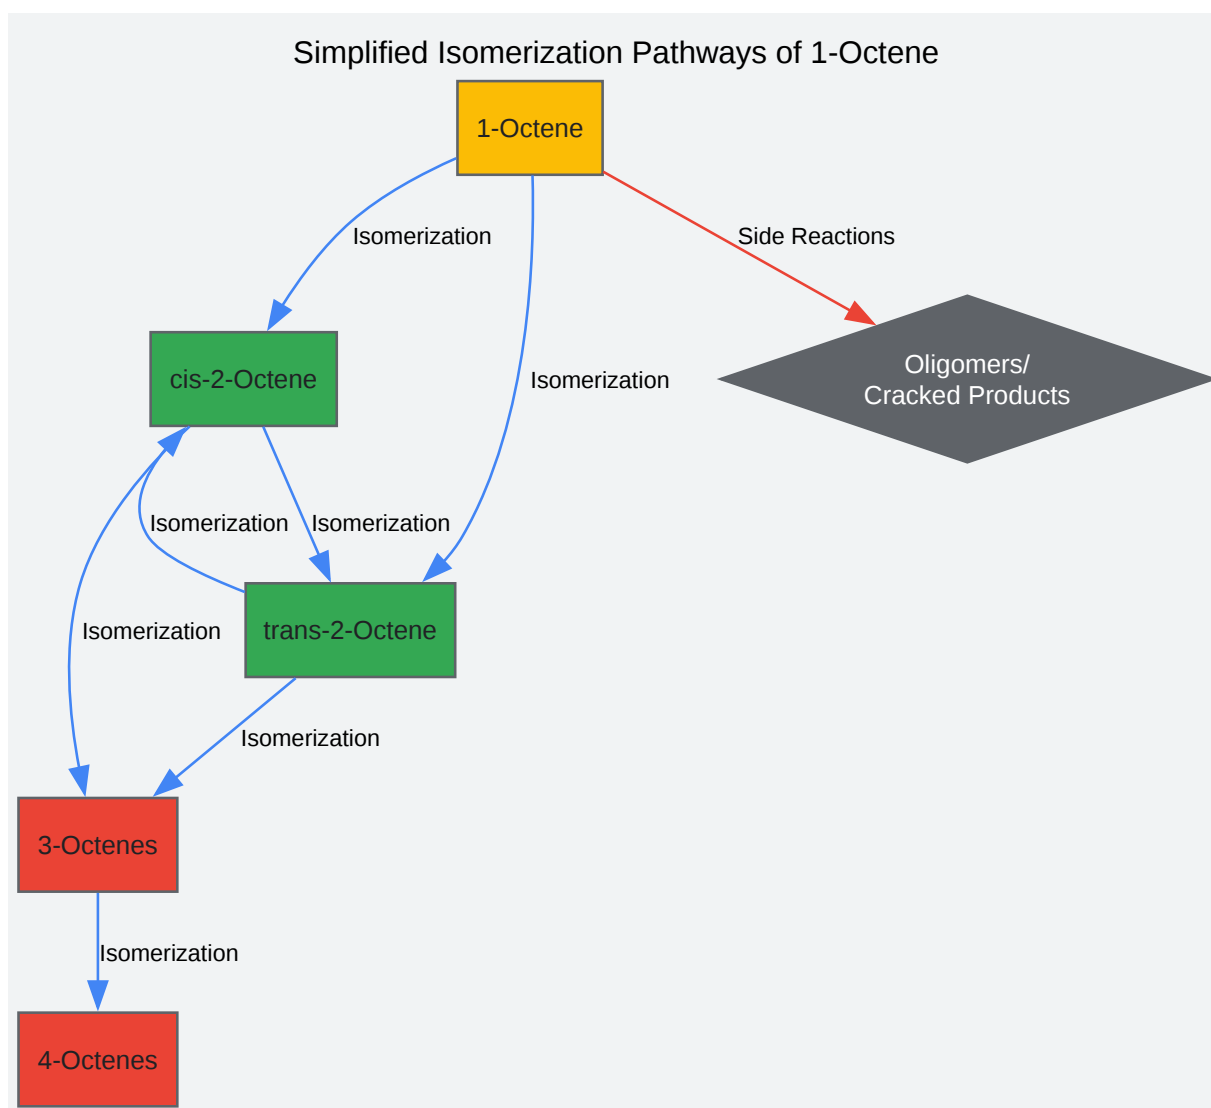 Simplified Isomerization Pathways of 1-Octene
1-Octene
Isomerization
Side Reactions
Oligomers/
Cracked Products
cis-2-Octene
Isomerization
Isomerization
Isomerization
Isomerization
trans-2-Octene
Isomerization
3-Octenes
Isomerization
4-Octenes